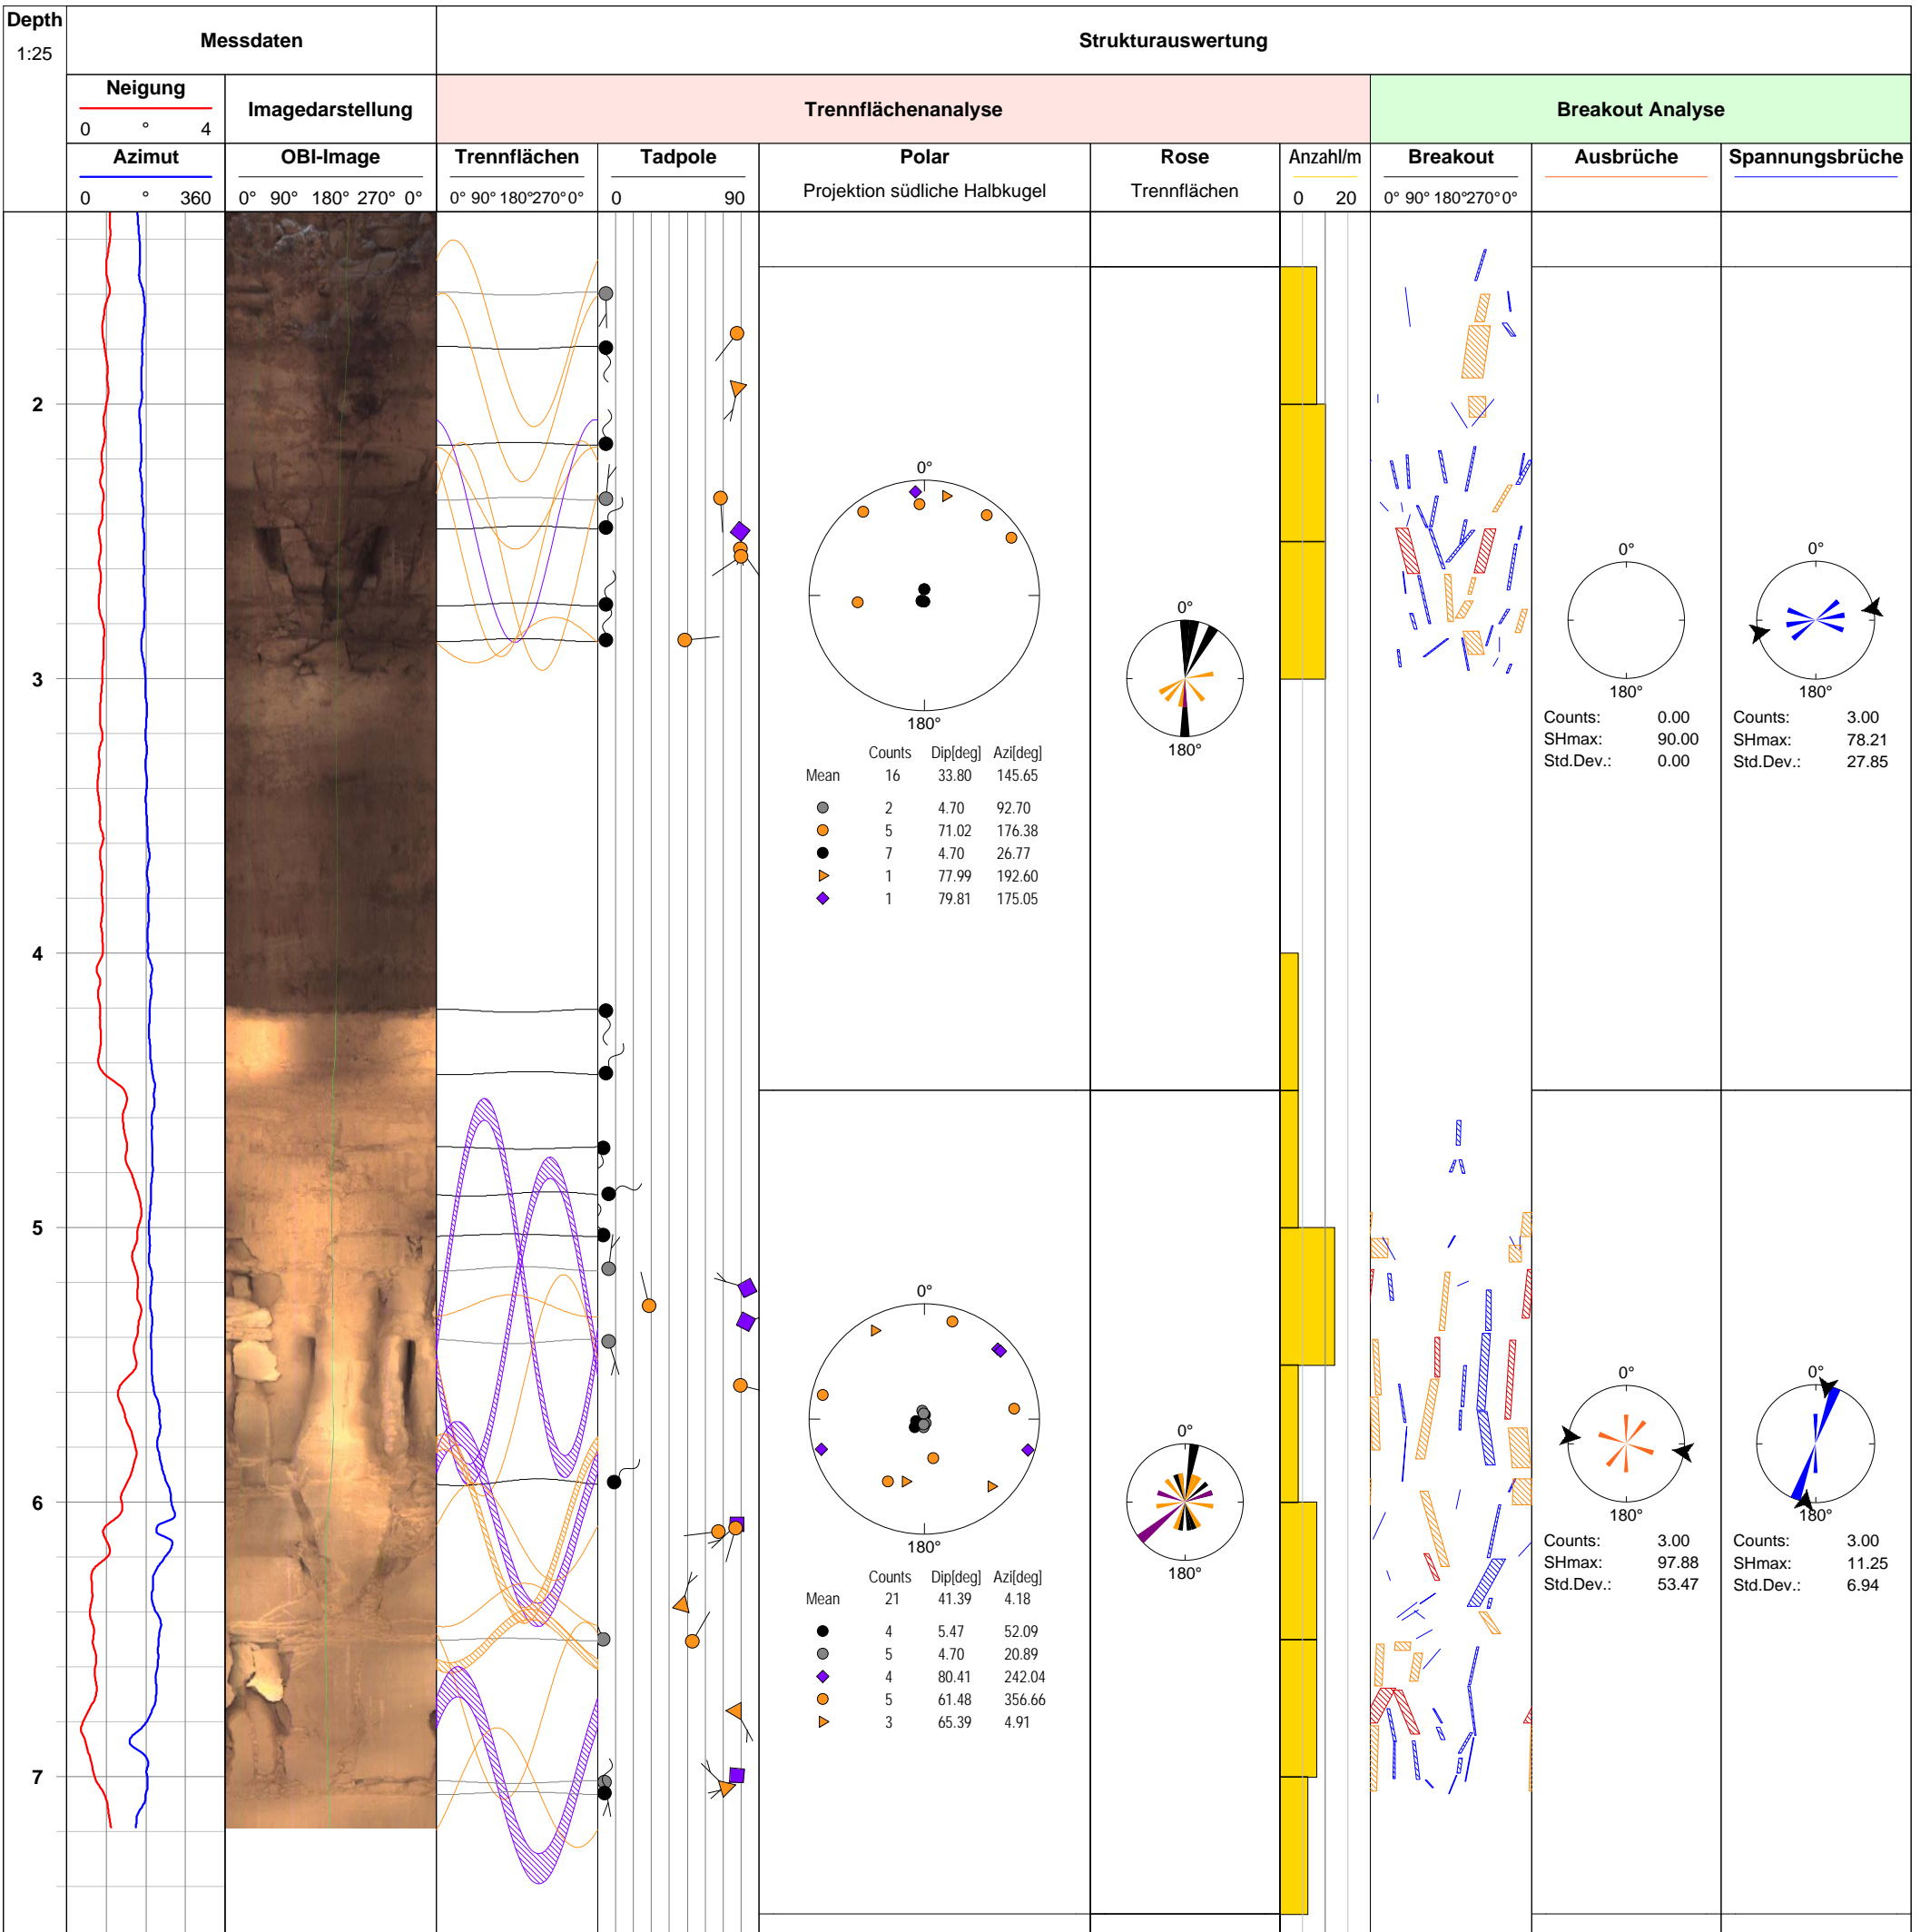 Depth
1:25
Messdaten
Strukturauswertung
Neigung
0 ° 4
Imagedarstellung
Trennflächenanalyse
Breakout Analyse
Azimut
0 ° 360
OBI-Image
0° 90° 180° 270° 0°
Trennflächen
0° 90° 180°270° 0°
Tadpole
0 90
Polar
Projektion südliche Halbkugel
Rose
Trennflächen
Anzahl/m
0 20
Breakout
0° 90° 180°270° 0°
Ausbrüche
Spannungsbrüche
2
3
4
5
6
7
0°
180°
Counts Dip[deg] Azi[deg]
Mean 16 33.80 145.65
2 4.70 92.70
5 71.02 176.38
7 4.70 26.77
1 77.99 192.60
1 79.81 175.05
0°
180°
0°
180°
Counts: 0.00
SHmax: 90.00
Std.Dev.: 0.00
0°
180°
Counts: 3.00
SHmax: 78.21
Std.Dev.: 27.85
0°
180°
Counts Dip[deg] Azi[deg]
Mean 21 41.39 4.18
4 5.47 52.09
5 4.70 20.89
4 80.41 242.04
5 61.48 356.66
3 65.39 4.91
0°
180°
0°
180°
Counts: 3.00
SHmax: 97.88
Std.Dev.: 53.47
0°
180°
Counts: 3.00
SHmax: 11.25
Std.Dev.: 6.94